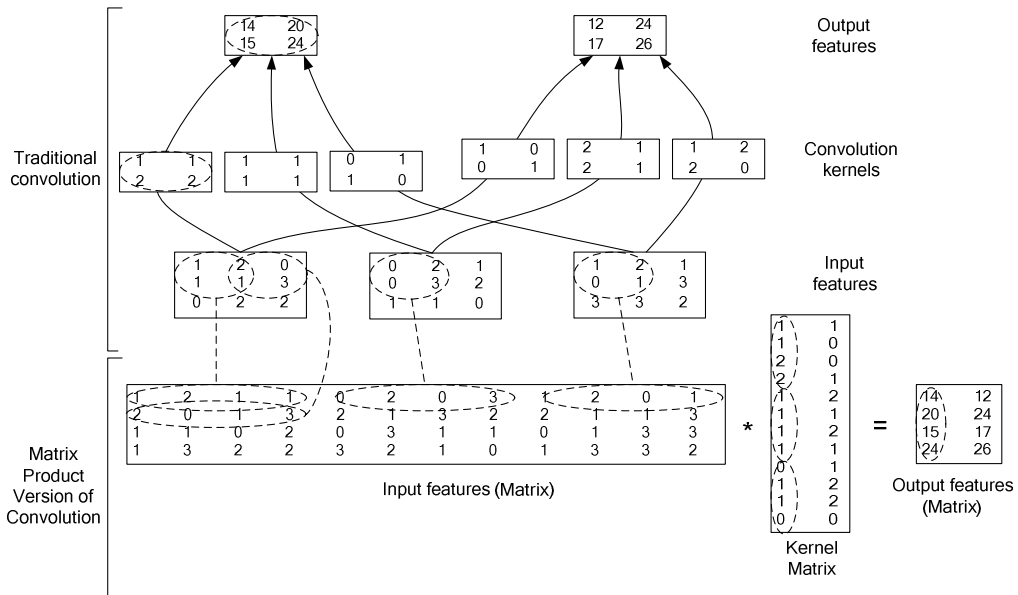 14 20
15 24
12 24
17 26
Output
features
Traditional
convolution
1 1
2 2
1 1
1 1
0 1
1 0
1 0
0 1
2 1
2 1
1 2
2 0
Convolution
kernels
1 2 0
1 1 3
0 2 2
0 2 1
0 3 2
1 1 0
1 2 1
0 1 3
3 3 2
Input
features
Matrix
Product
Version of
Convolution
1 2 1 1 0 2 0 3 1 2 0 1
2 0 1 3 2 1 3 2 2 1 1 3
1 1 0 2 0 3 1 1 0 1 3 3
1 3 2 2 3 2 1 0 1 3 3 2
Input features (Matrix)
*
1 1
1 0
2 0
2 1
1 2
1 1
1 2
1 1
0 1
1 2
1 2
0 0
Kernel
Matrix
=
14 12
20 24
15 17
24 26
Output features
(Matrix)